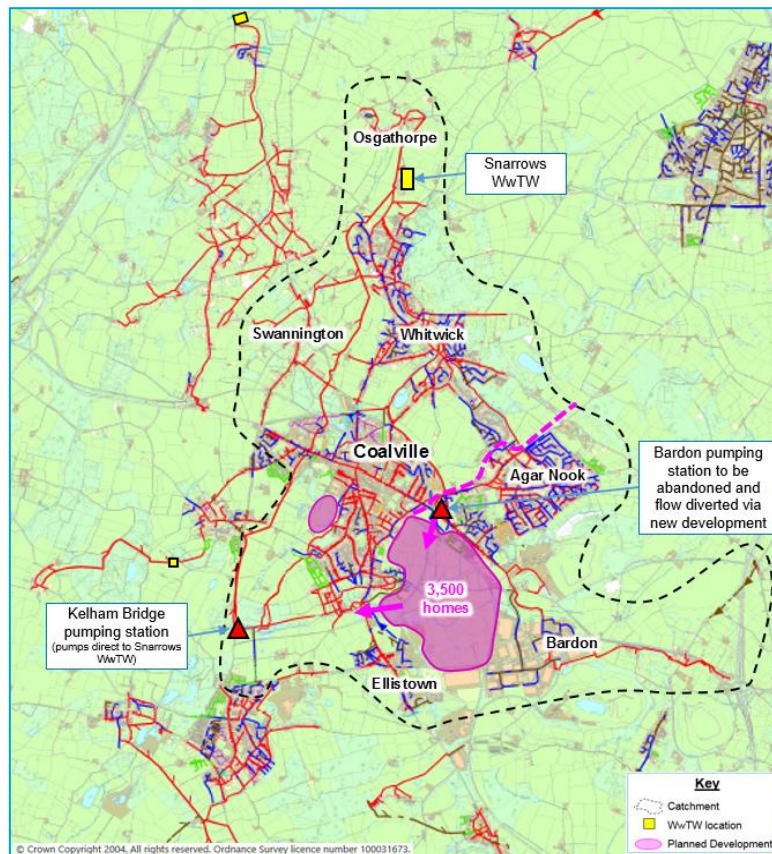 Osgathorpe
Snarrows
WwTW
Swannington
Whitwick
Coalville
Agar Nook
Bardon pumping
station to be
abandoned and
flow diverted via
new development
3,500
homes
Kelham Bridge
pumping station
(pumps direct to Snarrows
WwTW)
Bardon
Ellistown
Key
Catchment
WwTW location
Planned Development
© Crown Copyright 2004. All rights reserved. Ordnance Survey licence number 100031673.